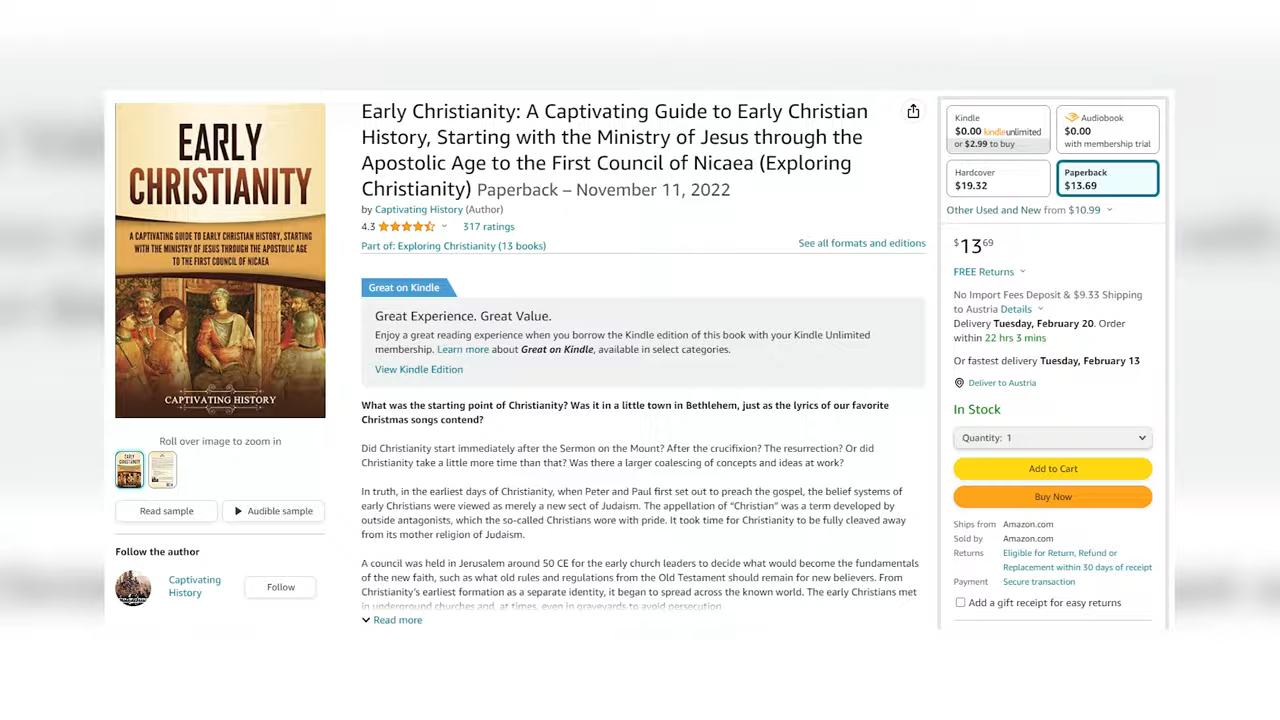 EARLY
CHRISTIANITY
A CAPTIVATING GUIDE TO EARLY CHRISTIAN HISTORY, STARTING
WITH THE MINISTRY OF JESUS THROUGH THE APOSTOLIC AGE
TO THE FIRST COUNCIL OF NICAEA
CAPTIVATING HISTORY
Roll over image to zoom in
Read sample
Audible sample
Follow the author
Captivating
History
Follow
Early Christianity: A Captivating Guide to Early Christian
History, Starting with the Ministry of Jesus through the
Apostolic Age to the First Council of Nicaea (Exploring
Christianity) Paperback – November 11, 2022
by Captivating History (Author)
4.3 317 ratings
Part of: Exploring Christianity (13 books)
See all formats and editions
Great on Kindle
Great Experience. Great Value.
Enjoy a great reading experience when you borrow the Kindle edition of this book with your Kindle Unlimited
membership. Learn more about Great on Kindle, available in select categories.
View Kindle Edition
What was the starting point of Christianity? Was it in a little town in Bethlehem, just as the lyrics of our favorite
Christmas songs contend?
Did Christianity start immediately after the Sermon on the Mount? After the crucifixion? The resurrection? Or did
Christianity take a little more time than that? Was there a larger coalescing of concepts and ideas at work?
In truth, in the earliest days of Christianity, when Peter and Paul first set out to preach the gospel, the belief systems of
early Christians were viewed as merely a new sect of Judaism. The appellation of “Christian” was a term developed by
outside antagonists, which the so-called Christians wore with pride. It took time for Christianity to be fully cleaved away
from its mother religion of Judaism.
A council was held in Jerusalem around 50 CE for the early church leaders to decide what would become the fundamentals
of the new faith, such as what old rules and regulations from the Old Testament should remain for new believers. From
Christianity’s earliest formation as a separate identity, it began to spread across the known world. The early Christians met
in underground churches and, at times, even in graveyards to avoid persecution
Read more
Kindle
$0.00 kindleunlimited
or $2.99 to buy
Audiobook
$0.00
with membership trial
Hardcover
$19.32
Paperback
$13.69
Other Used and New from $10.99
$13 69
FREE Returns
No Import Fees Deposit & $9.33 Shipping
to Austria Details
Delivery Tuesday, February 20. Order
within 22 hrs 3 mins
Or fastest delivery Tuesday, February 13
Deliver to Austria
In Stock
Quantity: 1
Add to Cart
Buy Now
Ships from Amazon.com
Sold by Amazon.com
Returns Eligible for Return, Refund or
Replacement within 30 days of receipt
Payment Secure transaction
Add a gift receipt for easy returns